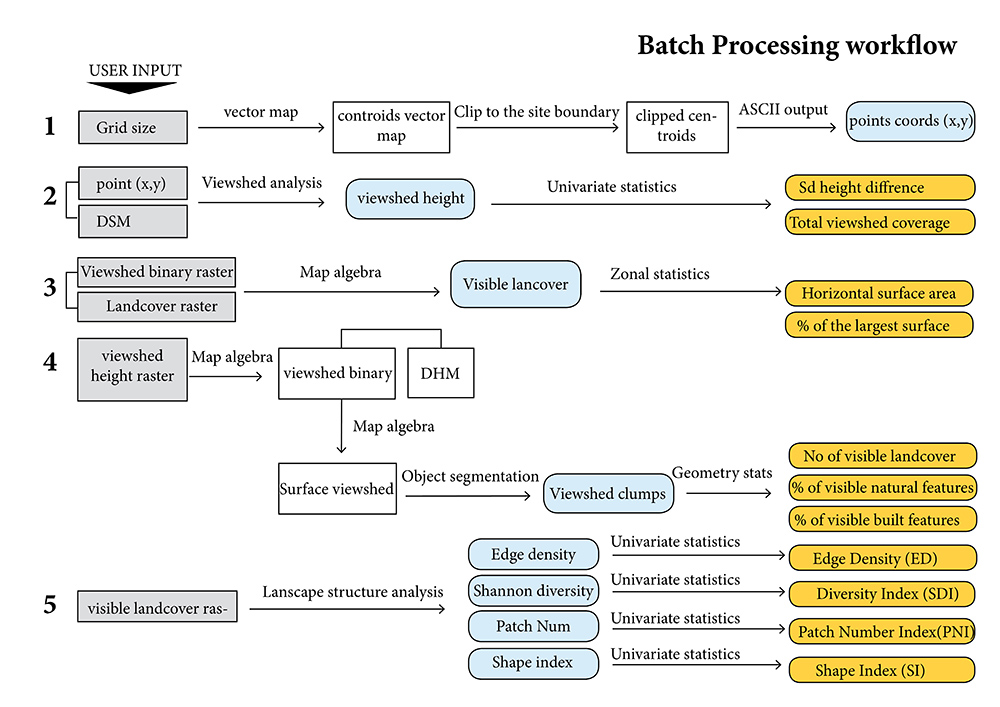 Batch Processing workflow
USER INPUT
1
Grid size
vector map
controids vector
map
Clip to the site boundary
clipped cen-
troids
ASCII output
points coords (x,y)
2
point (x,y)
DSM
Viewshed analysis
viewshed height
Univariate statistics
Sd height diffrence
Total viewshed coverage
3
Viewshed binary raster
Landcover raster
Map algebra
Visible lancover
Zonal statistics
Horizontal surface area
% of the largest surface
4
viewshed
height raster
Map algebra
viewshed binary
DHM
Map algebra
Surface viewshed
Object segmentation
Viewshed clumps
Geometry stats
No of visible landcover
% of visible natural features
% of visible built features
5
visible landcover ras-
Lanscape structure analysis
Edge density
Univariate statistics
Edge Density (ED)
Shannon diversity
Univariate statistics
Diversity Index (SDI)
Patch Num
Univariate statistics
Patch Number Index(PNI)
Shape index
Univariate statistics
Shape Index (SI)